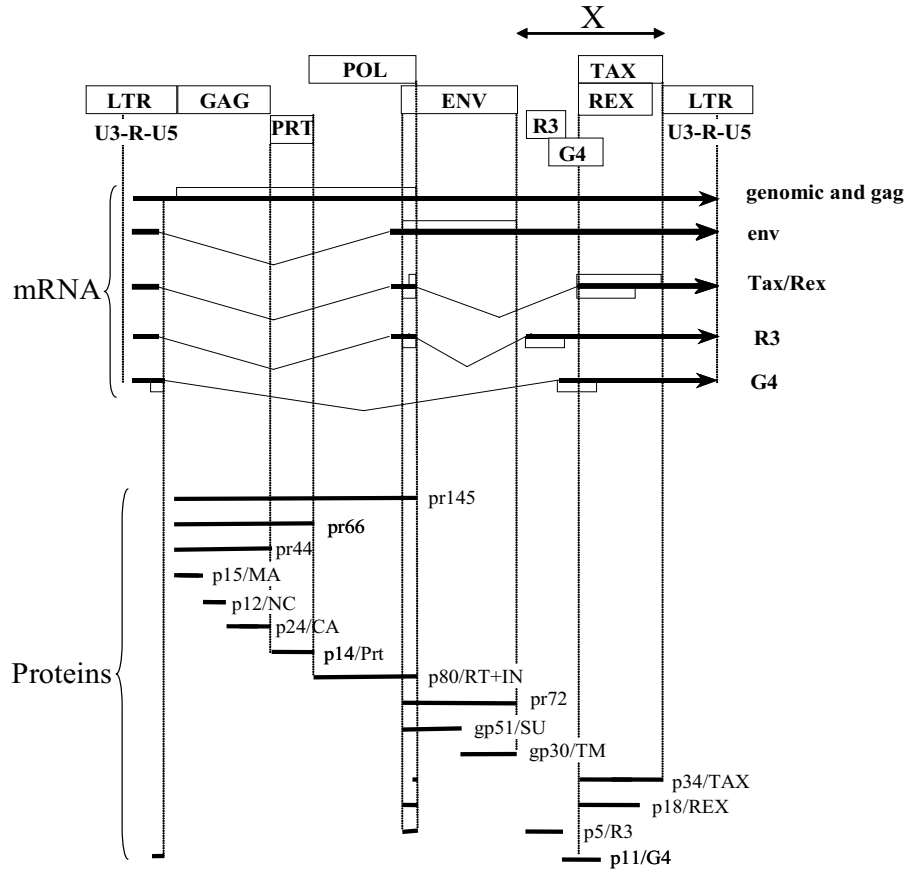 X
POL
TAX
LTR
GAG
ENV
REX
LTR
U3-R-U5
PRT
R3
U3-R-U5
G4
mRNA
genomic and gag
env
Tax/Rex
R3
G4
Proteins
pr145
pr66
pr44
p15/MA
p12/NC
p24/CA
p14/Prt
p80/RT+IN
pr72
gp51/SU
gp30/TM
p34/TAX
p18/REX
p5/R3
p11/G4